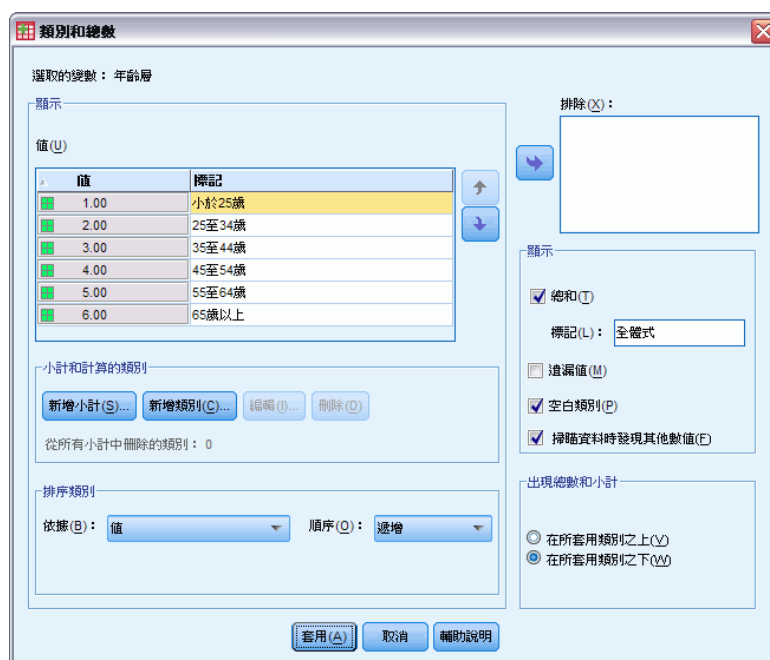 類別和總數
選取的變數：年齡層
顯示
值(U)
值 標記
1.00 小於25歲
2.00 25至34歲
3.00 35至44歲
4.00 45至54歲
5.00 55至64歲
6.00 65歲以上
小計和計算的類別
新增小計(S)... 新增類別(C)... 編輯(I)... 刪除(D)
從所有小計中刪除的類別：0
排序類別
依據(B)： 值 順序(O)： 遞增
排除(X)：
顯示
總和(T)
標記(L)： 全體式
遺漏值(M)
空白類別(P)
掃瞄資料時發現其他數值(F)
出現總數和小計
在所套用類別之上(V)
在所套用類別之下(W)
套用(A) 取消 輔助說明